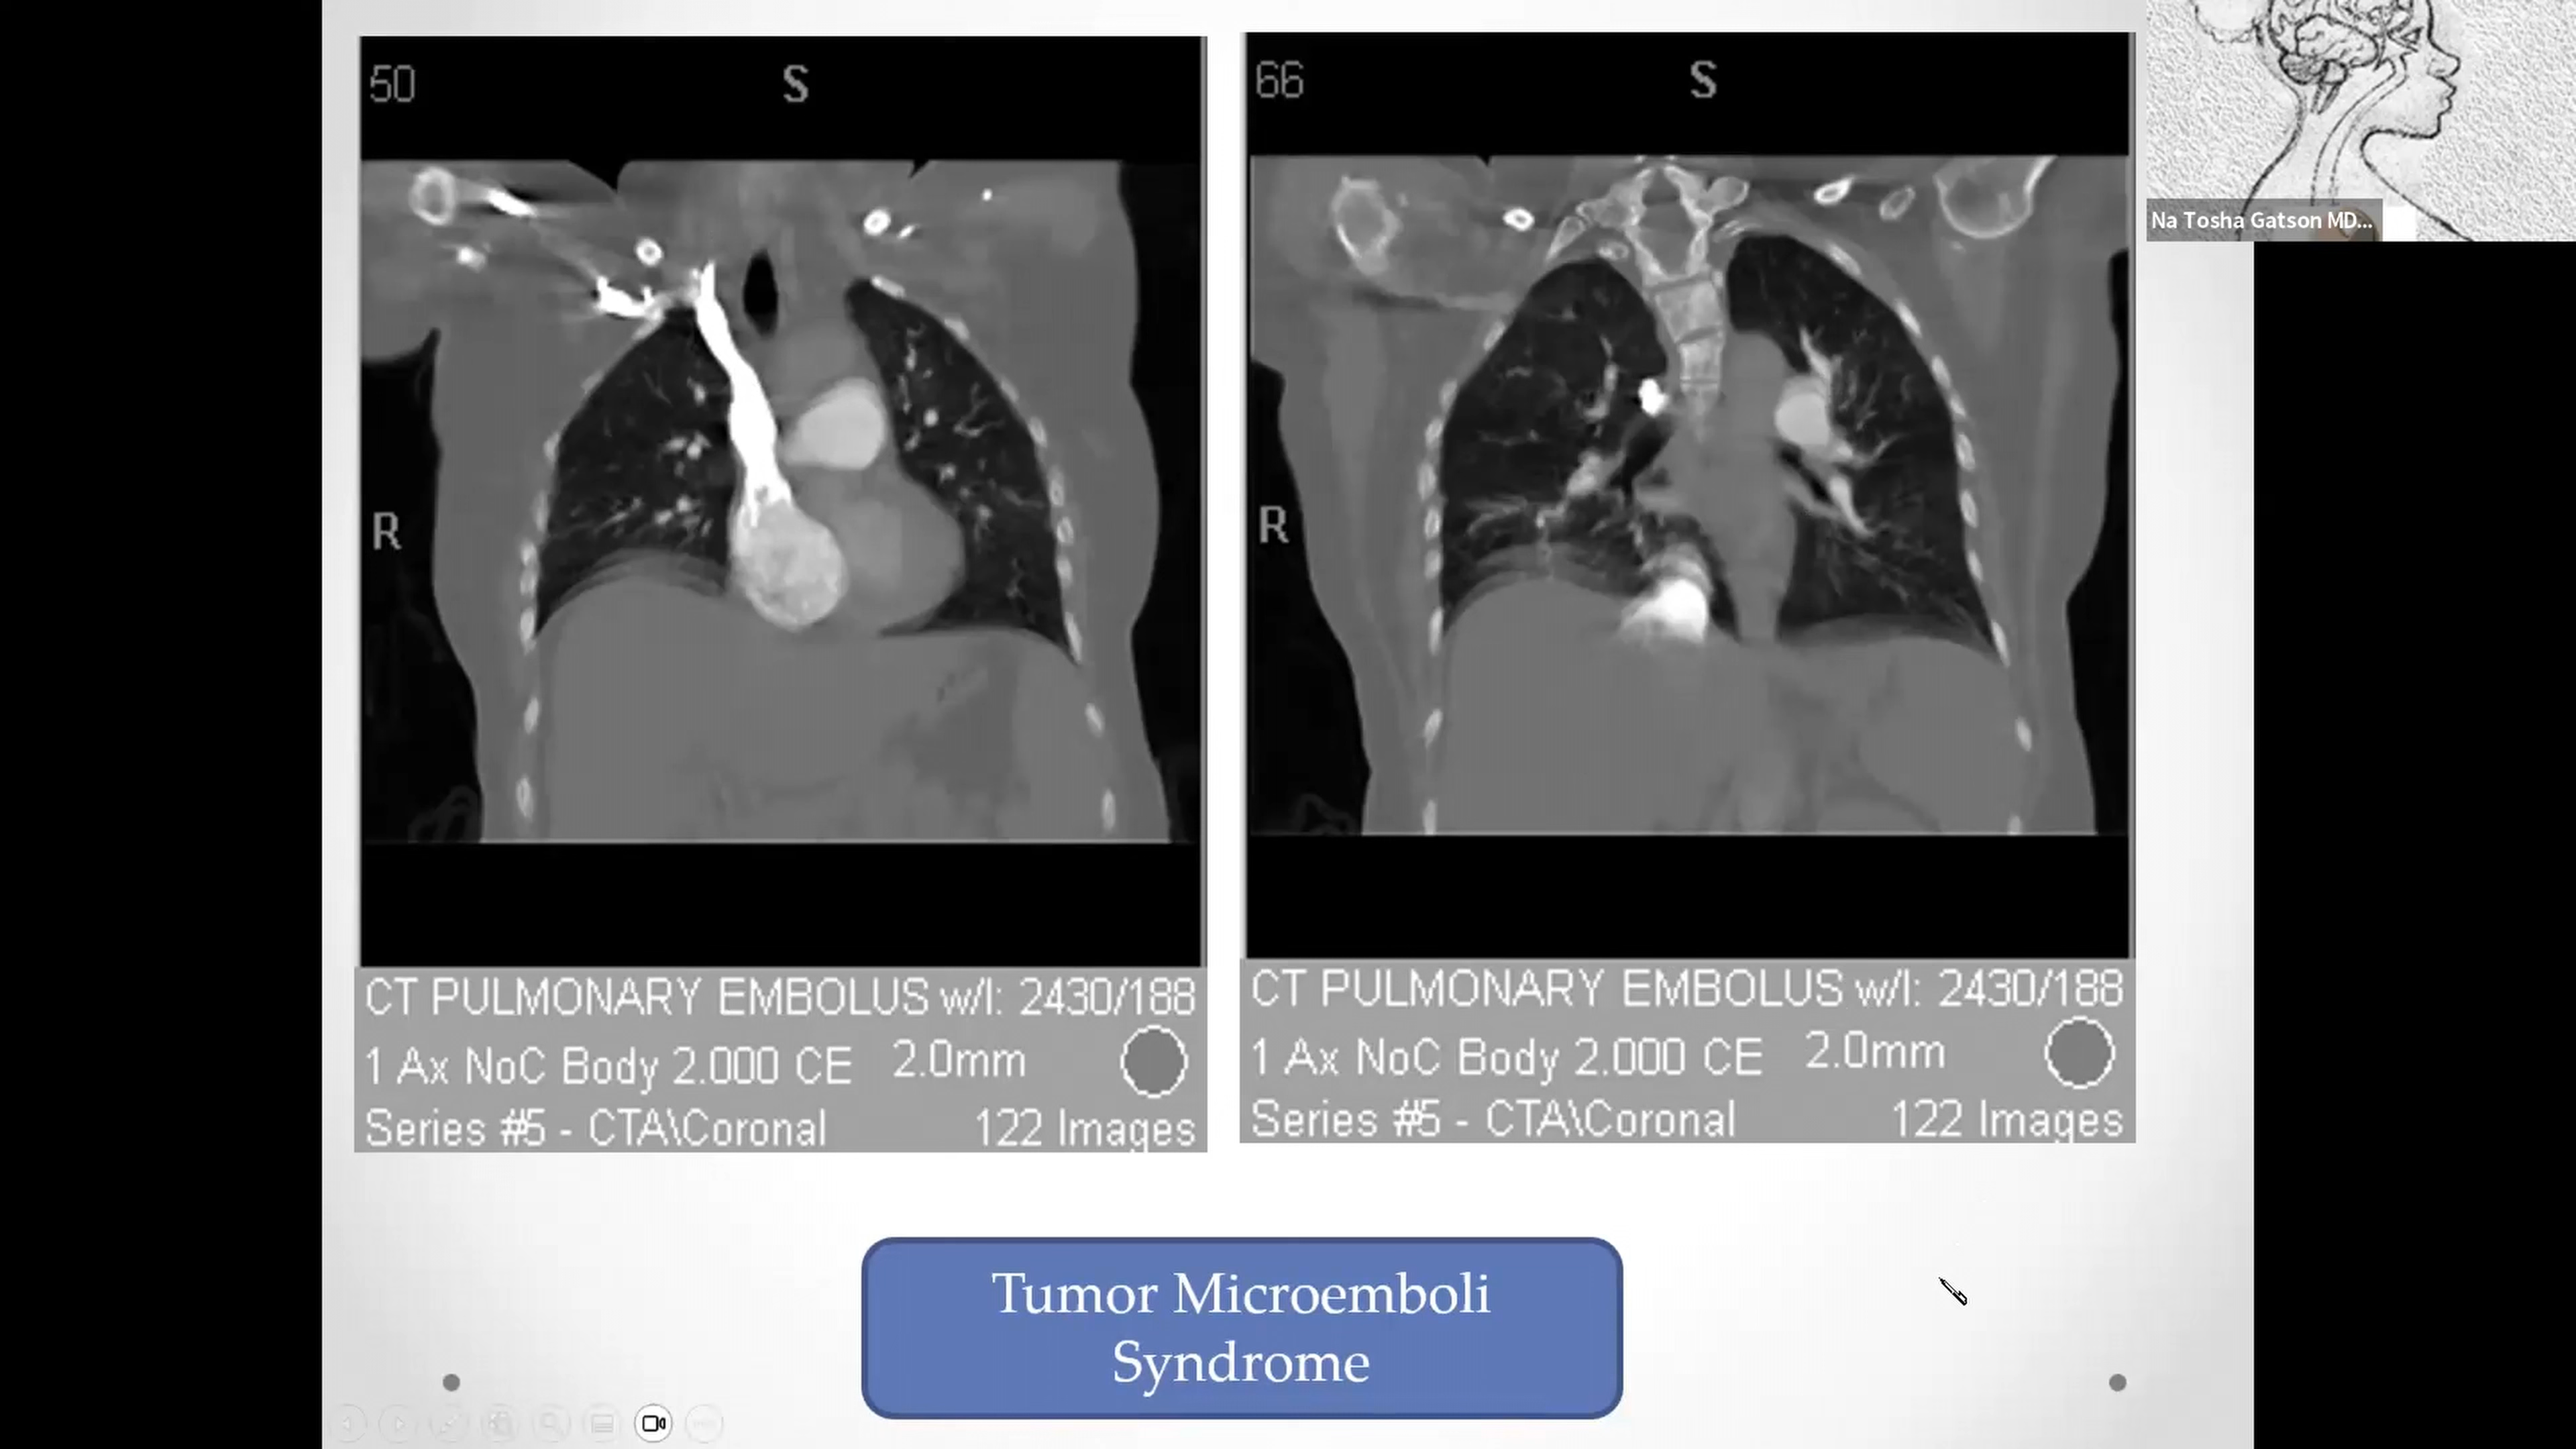 50
S
R
CT PULMONARY EMBOLUS w/l: 2430/188
1 Ax NoC Body 2.000 CE 2.0mm
Series #5 - CTA\Coronal 122 Images
66
S
R
CT PULMONARY EMBOLUS w/l: 2430/188
1 Ax NoC Body 2.000 CE 2.0mm
Series #5 - CTA\Coronal 122 Images
Na Tosha Gatson MD...
Tumor Microemboli
Syndrome